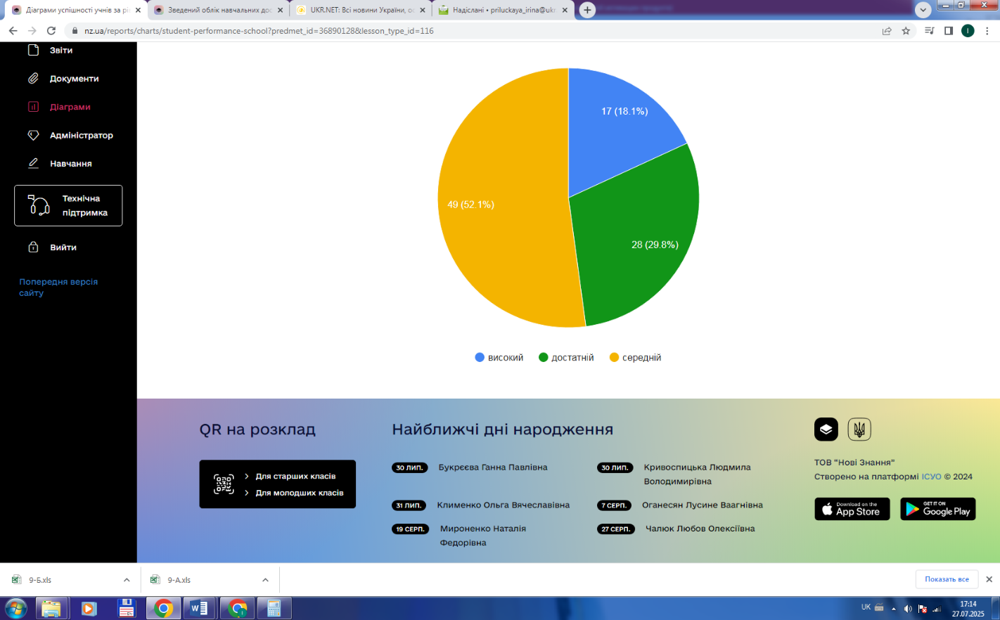 Діаграми успішності учнів за рі
Зведений облік навчальних дос
UKR.NET: Всі новини України, ос
Надіслані • priluckaya_irina@ukr
nz.ua/reports/charts/student-performance-school?predmet_id=36890128&lesson_type_id=116
I
Звіти
Документи
Діаграми
Адміністратор
Навчання
Технічна
підтримка
Вийти
Попередня версія
сайту
17 (18.1%)
49 (52.1%)
28 (29.8%)
високий
достатній
середній
QR на розклад
Для старших класів
Для молодших класів
Найближчі дні народження
30 ЛИП.
Букреєва Ганна Павлівна
30 ЛИП.
Кривоспицька Людмила
Володимирівна
31 ЛИП.
Клименко Ольга Вячеславівна
7 СЕРП.
Оганесян Лусине Ваагнівна
19 СЕРП.
Мироненко Наталія
Федорівна
27 СЕРП.
Чалюк Любов Олексіївна
ТОВ “Нові Знання”
Створено на платформі ІСУО © 2024
Download on the
App Store
GET IT ON
Google Play
9-Б.xls
9-А.xls
Показать все
UK
17:14
27.07.2025